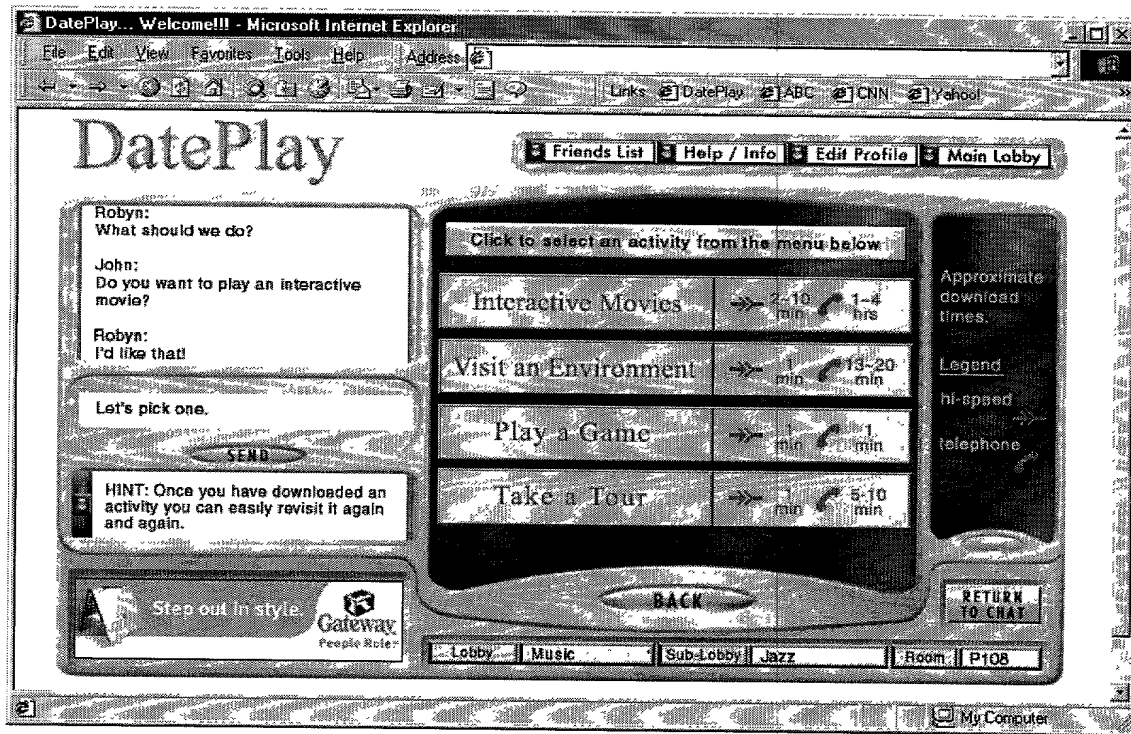 DatePlay... Welcome!!! - Microsoft Internet Explorer
File Edit View Favorites Tools Help Address
Links DatePlay ABC CNN Yahoo!
DatePlay
Friends List Help / Info Edit Profile Main Lobby
Robyn:
What should we do?
John:
Do you want to play an interactive
movie?
Robyn:
I'd like that!
Let's pick one.
SEND
HINT: Once you have downloaded an
activity you can easily revisit it again
and again.
Step out in style.
Gateway
People Rule
Click to select an activity from the menu below
Interactive Movies 2-10 min 1-4 hrs
Visit an Environment 1 min 13-20 min
Play a Game 1 min 1 min
Take a Tour 1 min 5-10 min
BACK
Approximate
download
times.
Legend
hi-speed
telephone
RETURN
TO CHAT
Lobby Music Sub-Lobby Jazz Room P108
My Computer